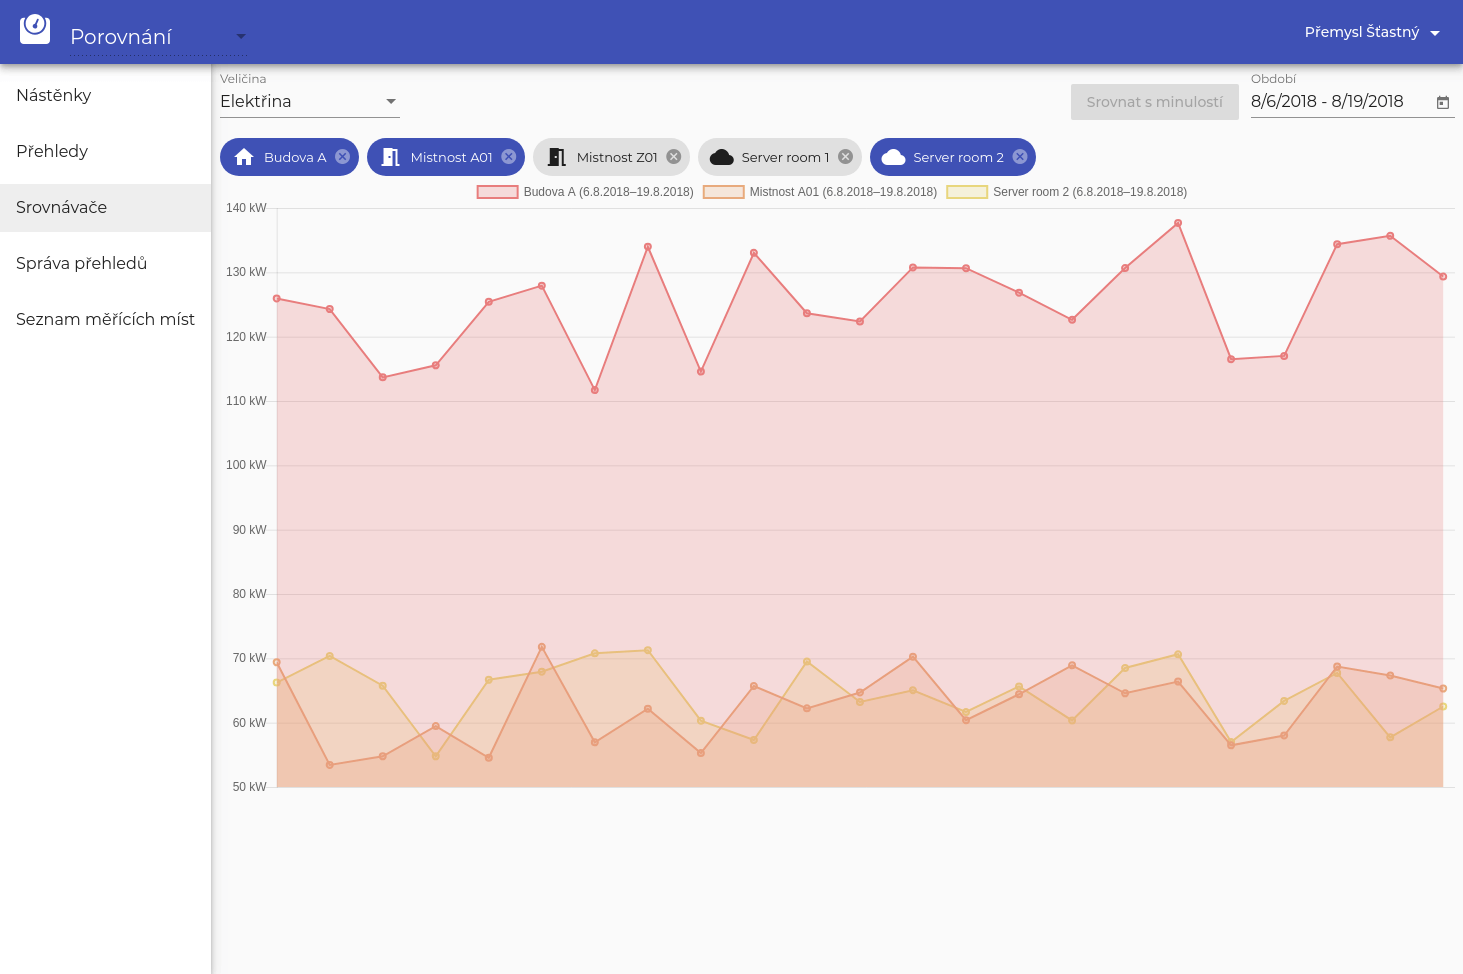 Porovnání
Přemysl Šťastný
Nástěnky
Přehledy
Srovnávače
Správa přehledů
Seznam měřících míst
Veličina
Elektřina
Srovnat s minulostí
Období
8/6/2018 - 8/19/2018
Budova A
Mistnost A01
Mistnost Z01
Server room 1
Server room 2
Budova A (6.8.2018–19.8.2018)
Mistnost A01 (6.8.2018–19.8.2018)
Server room 2 (6.8.2018–19.8.2018)
140 kW
130 kW
120 kW
110 kW
100 kW
90 kW
80 kW
70 kW
60 kW
50 kW